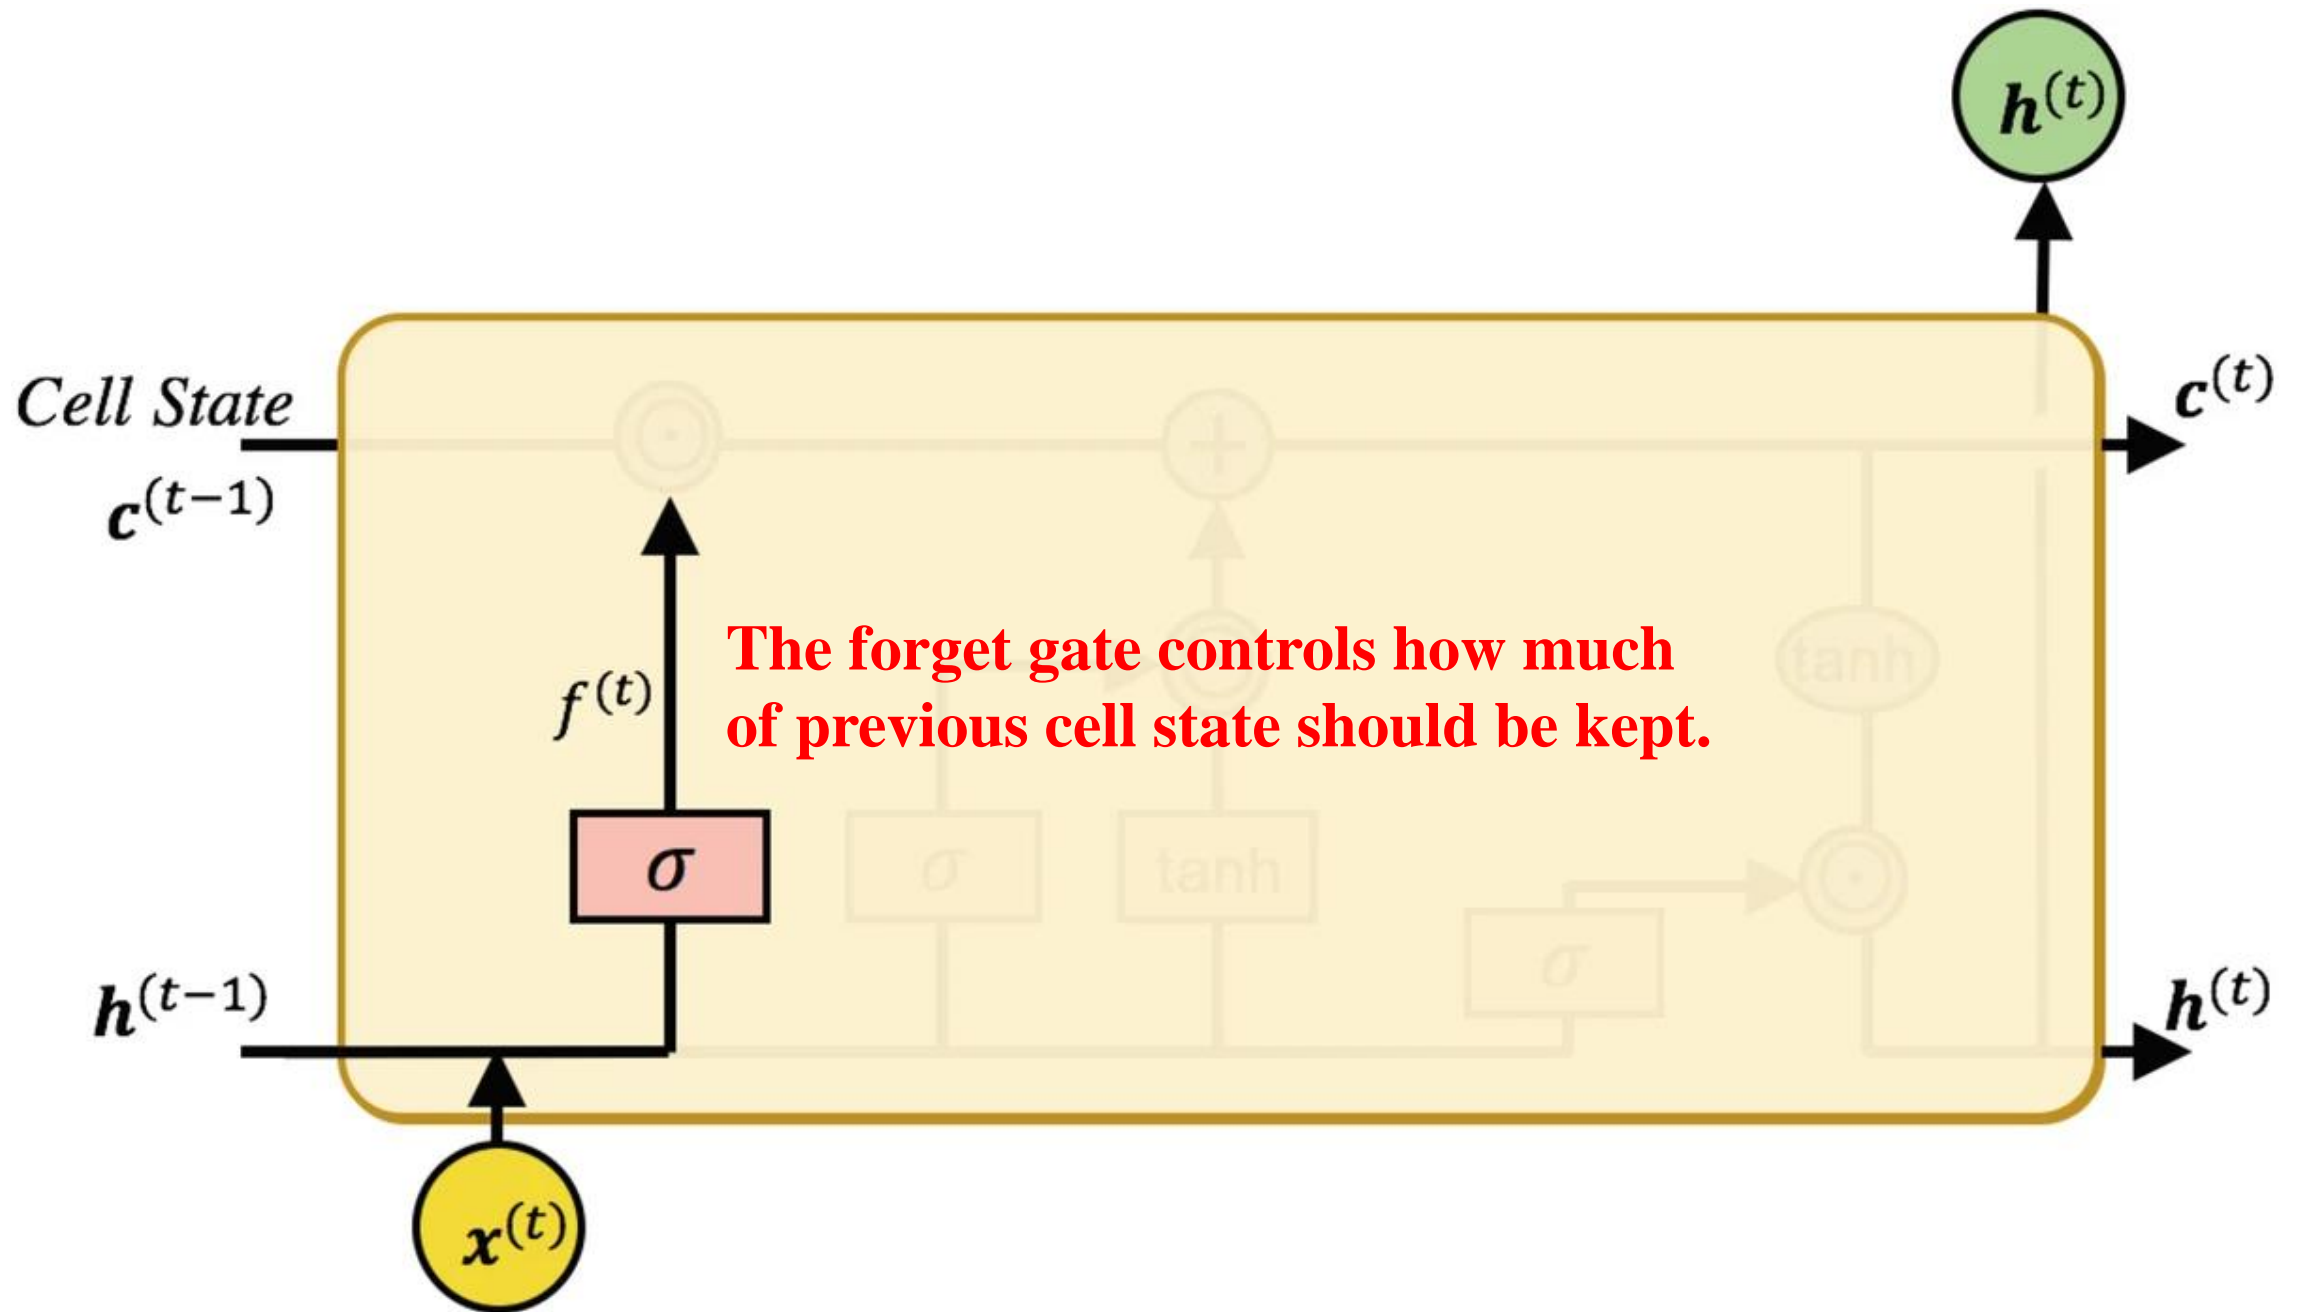 h^(t)
Cell State
c^(t−1)
c^(t)
⊙
+
The forget gate controls how much
of previous cell state should be kept.
f^(t)
tanh
σ
σ
tanh
σ
⊙
h^(t−1)
h^(t)
x^(t)